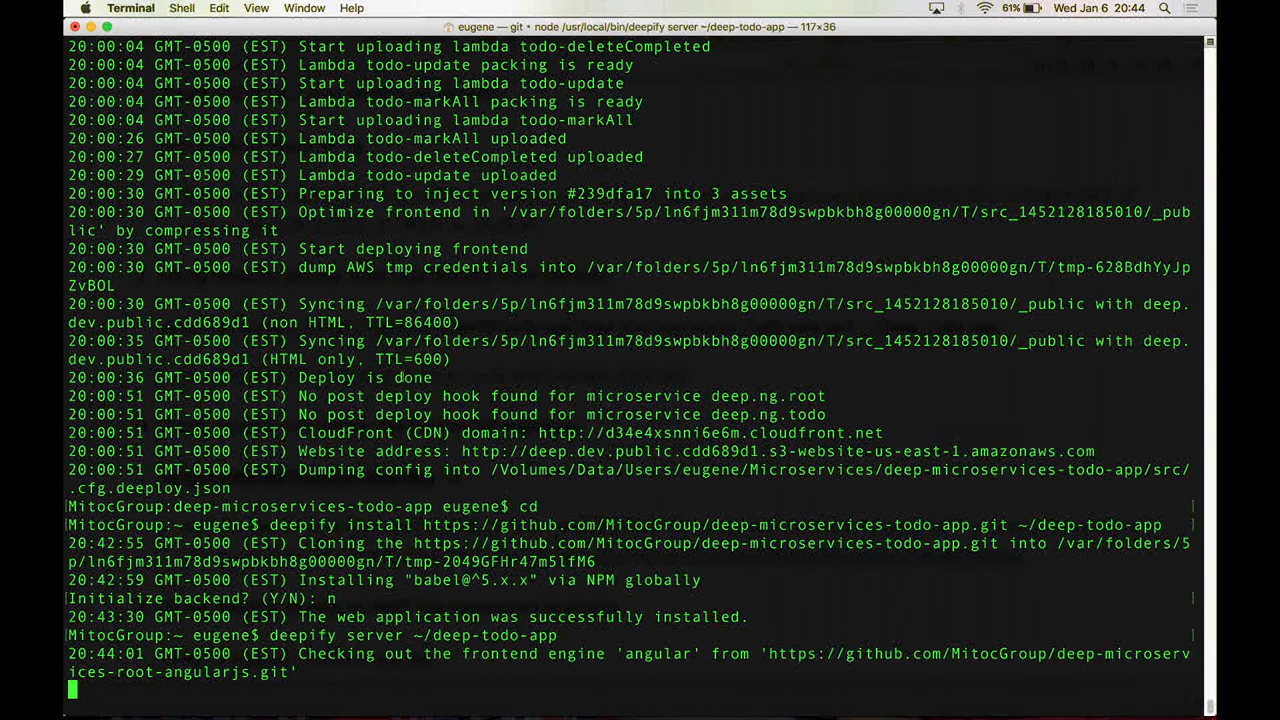 Terminal Shell Edit View Window Help 61% Wed Jan 6 20:44
eugene — git • node /usr/local/bin/deepify server ~/deep-todo-app — 117×36
20:00:04 GMT-0500 (EST) Start uploading lambda todo-deleteCompleted
20:00:04 GMT-0500 (EST) Lambda todo-update packing is ready
20:00:04 GMT-0500 (EST) Start uploading lambda todo-update
20:00:04 GMT-0500 (EST) Lambda todo-markAll packing is ready
20:00:04 GMT-0500 (EST) Start uploading lambda todo-markAll
20:00:26 GMT-0500 (EST) Lambda todo-markAll uploaded
20:00:27 GMT-0500 (EST) Lambda todo-deleteCompleted uploaded
20:00:29 GMT-0500 (EST) Lambda todo-update uploaded
20:00:30 GMT-0500 (EST) Preparing to inject version #239dfa17 into 3 assets
20:00:30 GMT-0500 (EST) Optimize frontend in '/var/folders/5p/ln6fjm311m78d9swpbkbh8g00000gn/T/src_1452128185010/_pub
lic' by compressing it
20:00:30 GMT-0500 (EST) Start deploying frontend
20:00:30 GMT-0500 (EST) dump AWS tmp credentials into /var/folders/5p/ln6fjm311m78d9swpbkbh8g00000gn/T/tmp-628BdhYyJp
ZvBOL
20:00:30 GMT-0500 (EST) Syncing /var/folders/5p/ln6fjm311m78d9swpbkbh8g00000gn/T/src_1452128185010/_public with deep.
dev.public.cdd689d1 (non HTML, TTL=86400)
20:00:35 GMT-0500 (EST) Syncing /var/folders/5p/ln6fjm311m78d9swpbkbh8g00000gn/T/src_1452128185010/_public with deep.
dev.public.cdd689d1 (HTML only, TTL=600)
20:00:36 GMT-0500 (EST) Deploy is done
20:00:51 GMT-0500 (EST) No post deploy hook found for microservice deep.ng.root
20:00:51 GMT-0500 (EST) No post deploy hook found for microservice deep.ng.todo
20:00:51 GMT-0500 (EST) CloudFront (CDN) domain: http://d34e4xsnni6e6m.cloudfront.net
20:00:51 GMT-0500 (EST) Website address: http://deep.dev.public.cdd689d1.s3-website-us-east-1.amazonaws.com
20:00:51 GMT-0500 (EST) Dumping config into /Volumes/Data/Users/eugene/Microservices/deep-microservices-todo-app/src/
.cfg.deeploy.json
[MitocGroup:deep-microservices-todo-app eugene$ cd ]
[MitocGroup:~ eugene$ deepify install https://github.com/MitocGroup/deep-microservices-todo-app.git ~/deep-todo-app ]
20:42:55 GMT-0500 (EST) Cloning the https://github.com/MitocGroup/deep-microservices-todo-app.git into /var/folders/5
p/ln6fjm311m78d9swpbkbh8g00000gn/T/tmp-2049GFHr47m5lfM6
20:42:59 GMT-0500 (EST) Installing "babel@^5.x.x" via NPM globally
[Initialize backend? (Y/N): n ]
20:43:30 GMT-0500 (EST) The web application was successfully installed.
[MitocGroup:~ eugene$ deepify server ~/deep-todo-app ]
20:44:01 GMT-0500 (EST) Checking out the frontend engine 'angular' from 'https://github.com/MitocGroup/deep-microserv
ices-root-angularjs.git'